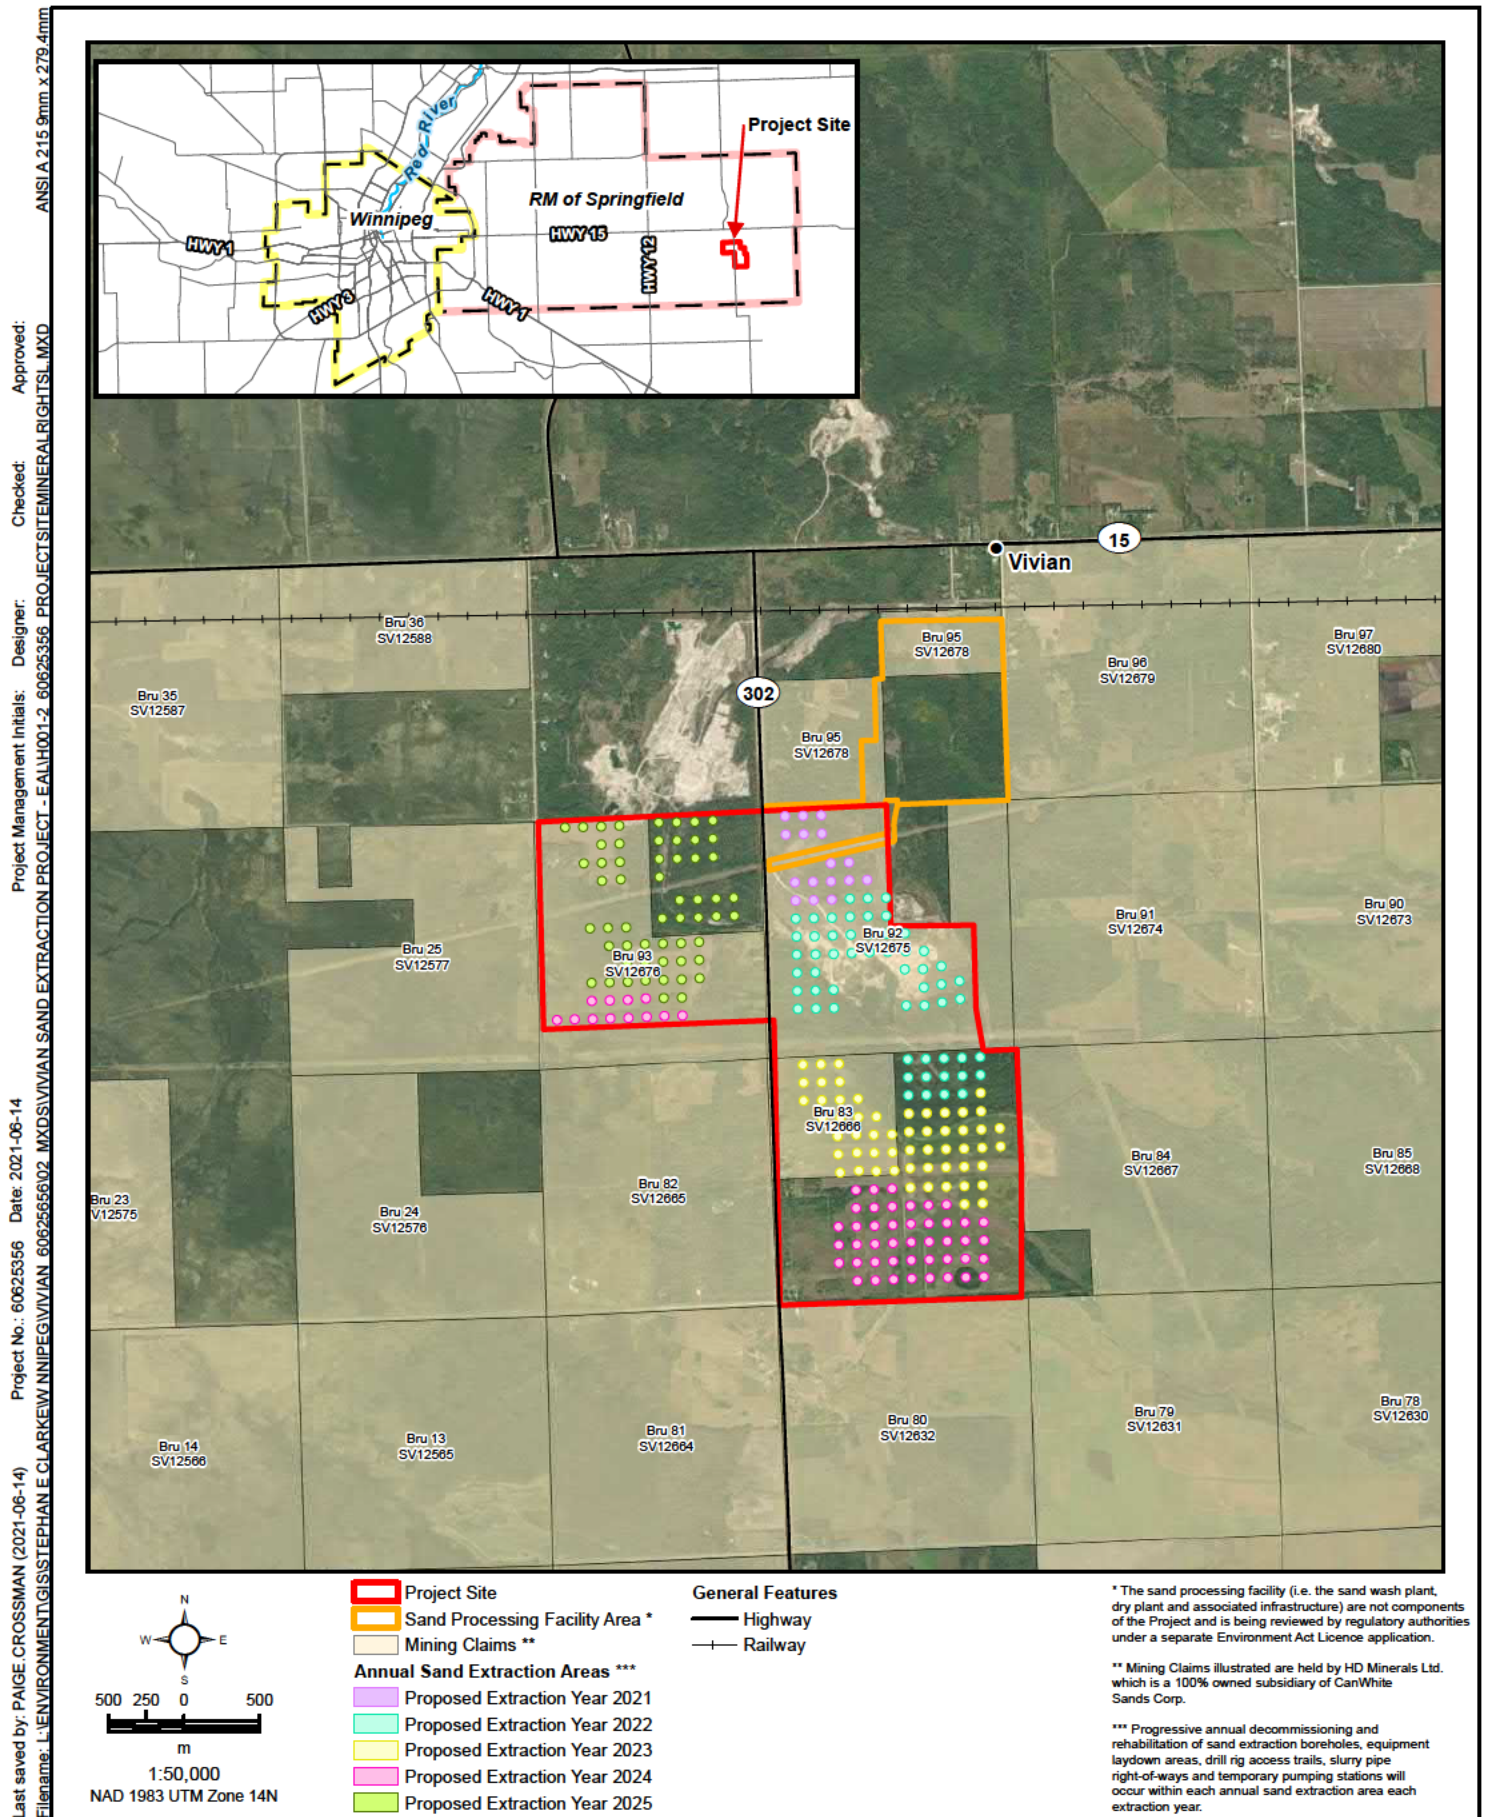 ANSI A 215.9mm x 279.4mm
Approved:
Checked:
Designer:
Project Management Initials:
Date: 2021-06-14
Project No.: 60625356
Last saved by: PAIGE.CROSSMAN (2021-06-14)
Project Site
Red River
RM of Springfield
Winnipeg
HWY 1
HWY 15
HWY 12
HWY 3
HWY 1
15
Vivian
Bru 36
SV12588
Bru 95
SV12678
Bru 97
SV12680
Bru 96
SV12679
Bru 35
SV12587
302
Bru 95
SV12678
Bru 90
SV12673
Bru 91
SV12674
Bru 92
SV12675
Bru 25
SV12577
Bru 93
SV12676
Bru 83
SV12666
Bru 84
SV12667
Bru 85
SV12668
Bru 82
SV12665
Bru 23
V12575
Bru 24
SV12576
Bru 78
SV12630
Bru 79
SV12631
Bru 80
SV12632
Bru 81
SV12664
Bru 13
SV12565
Bru 14
SV12566
N
W E
S
500 250 0 500
m
1:50,000
NAD 1983 UTM Zone 14N
Project Site
Sand Processing Facility Area *
Mining Claims **
Annual Sand Extraction Areas ***
Proposed Extraction Year 2021
Proposed Extraction Year 2022
Proposed Extraction Year 2023
Proposed Extraction Year 2024
Proposed Extraction Year 2025
General Features
Highway
Railway
* The sand processing facility (i.e. the sand wash plant,
dry plant and associated infrastructure) are not components
of the Project and is being reviewed by regulatory authorities
under a separate Environment Act Licence application.
** Mining Claims illustrated are held by HD Minerals Ltd.
which is a 100% owned subsidiary of CanWhite
Sands Corp.
*** Progressive annual decommissioning and
rehabilitation of sand extraction boreholes, equipment
laydown areas, drill rig access trails, slurry pipe
right-of-ways and temporary pumping stations will
occur within each annual sand extraction area each
extraction year.